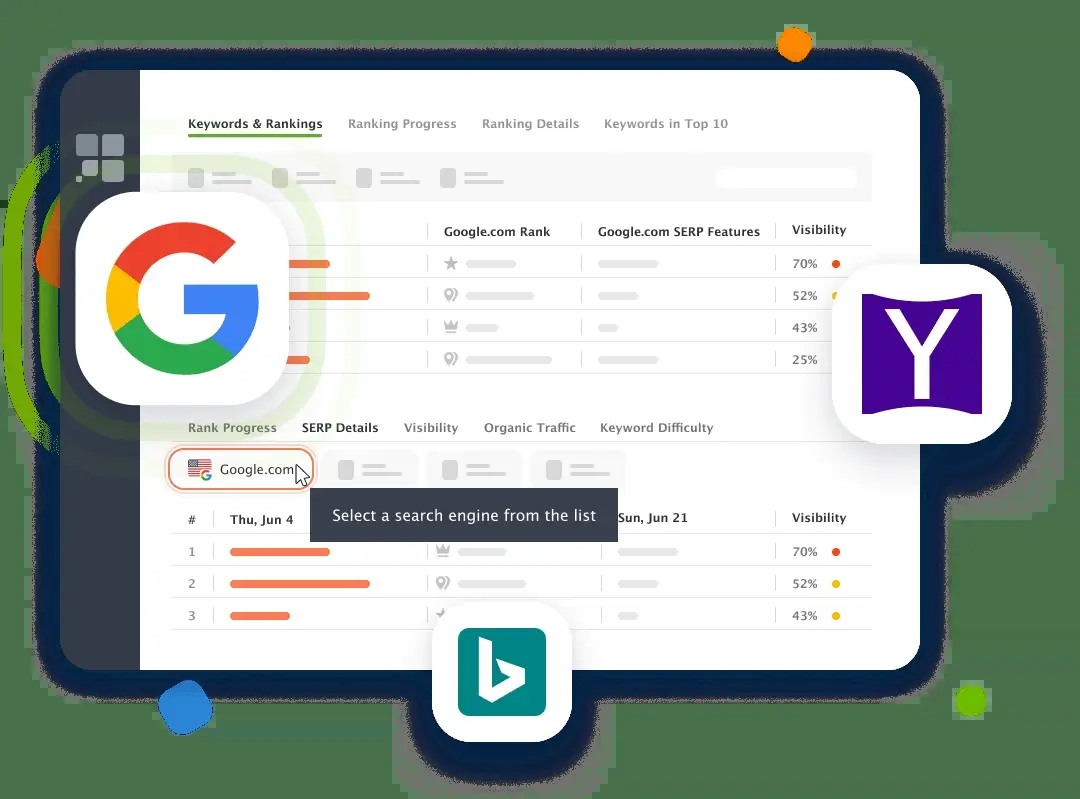 Keywords & Rankings Ranking Progress Ranking Details Keywords in Top 10
Google.com Rank Google.com SERP Features Visibility
70%
52%
43%
25%
Rank Progress SERP Details Visibility Organic Traffic Keyword Difficulty
Google.com
Select a search engine from the list
# Thu, Jun 4 Sun, Jun 21 Visibility
1 70%
2 52%
3 43%